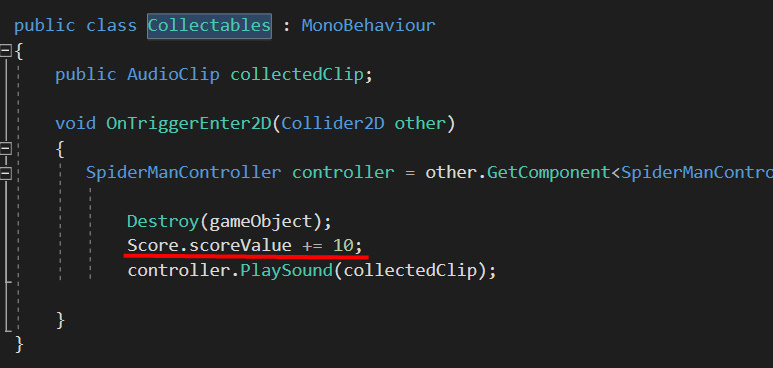 public class Collectables : MonoBehaviour
{
public AudioClip collectedClip;
void OnTriggerEnter2D(Collider2D other)
{
SpiderManController controller = other.GetComponent<SpiderManContro
Destroy(gameObject);
Score.scoreValue += 10;
controller.PlaySound(collectedClip);
}
}